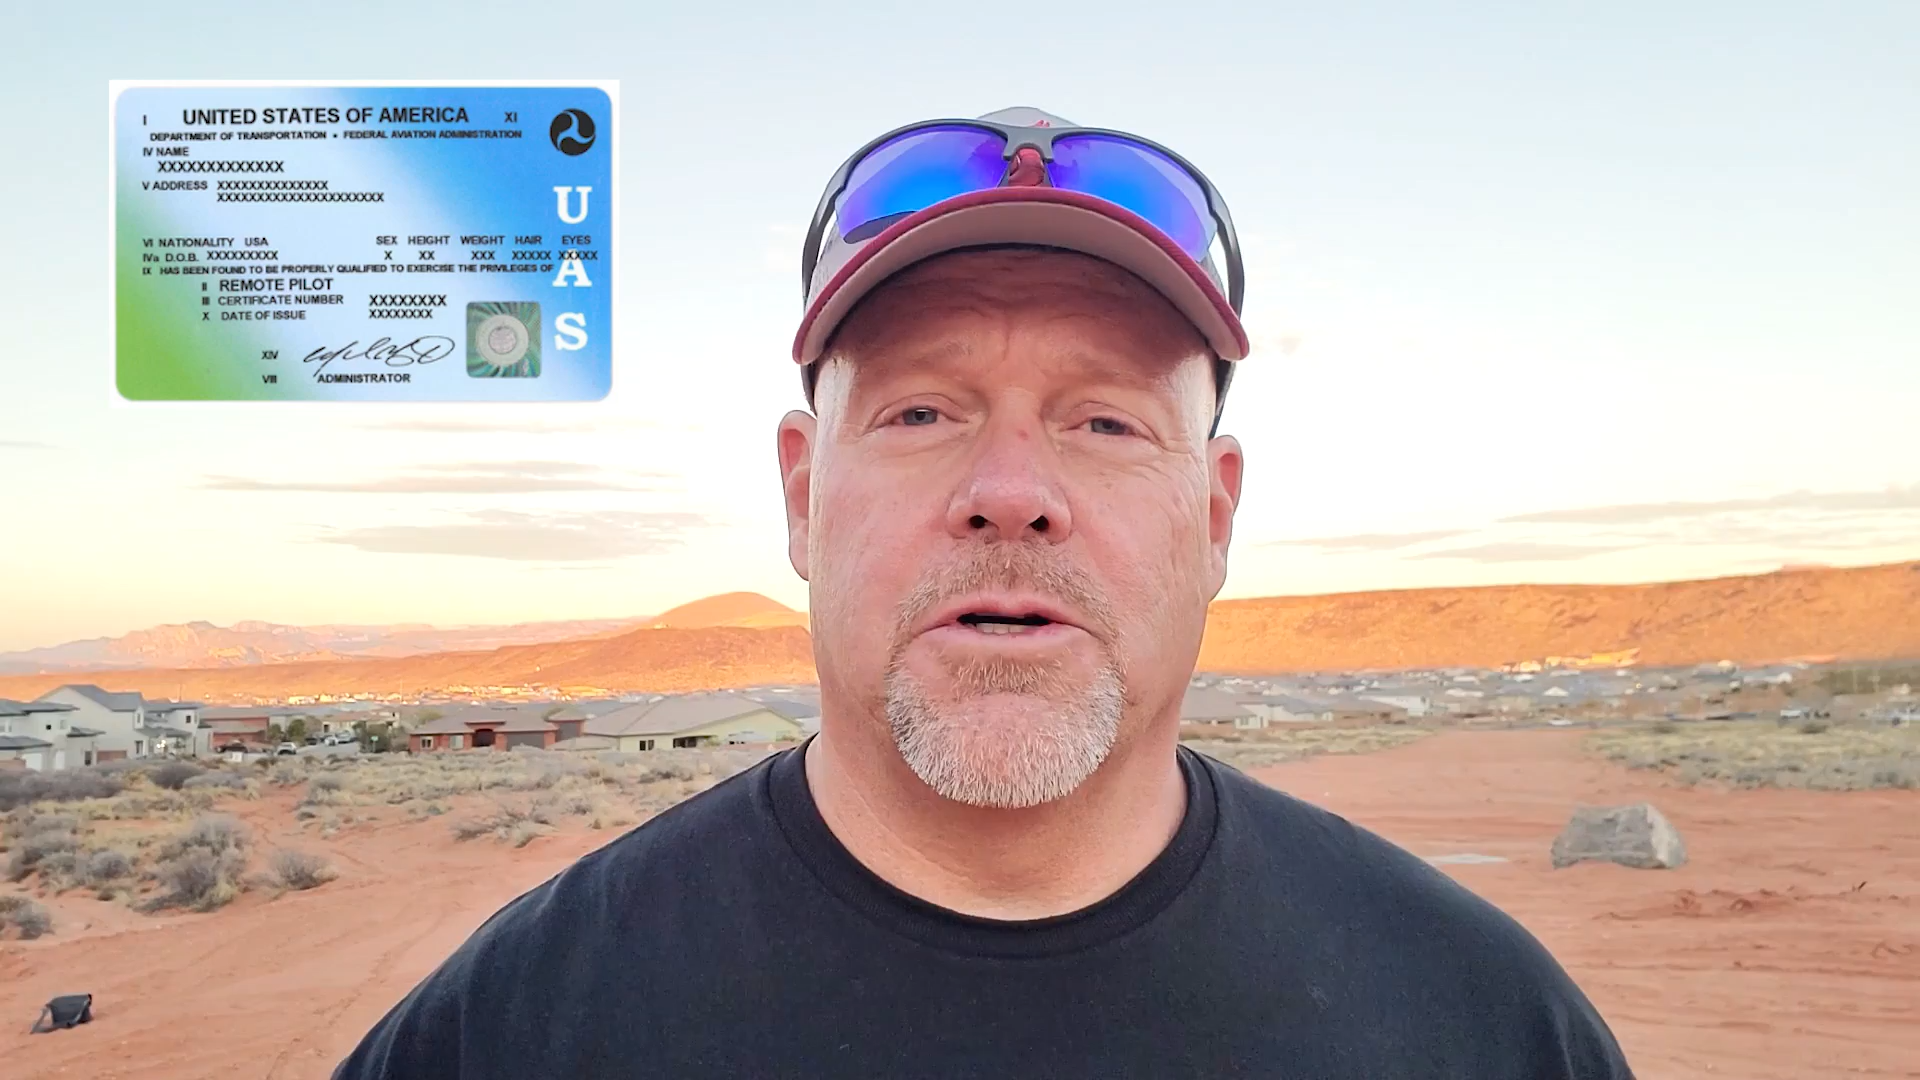 I UNITED STATES OF AMERICA XI
DEPARTMENT OF TRANSPORTATION • FEDERAL AVIATION ADMINISTRATION
IV NAME
XXXXXXXXXXXXX
V ADDRESS XXXXXXXXXXXXXX
XXXXXXXXXXXXXXXXXXXXX
VI NATIONALITY USA SEX HEIGHT WEIGHT HAIR EYES
IVa D.O.B. XXXXXXXXX X XX XXX XXXXX XXXXX
IX HAS BEEN FOUND TO BE PROPERLY QUALIFIED TO EXERCISE THE PRIVILEGES OF
II REMOTE PILOT
III CERTIFICATE NUMBER XXXXXXXX
X DATE OF ISSUE XXXXXXXX
XIV
VIII ADMINISTRATOR
UAS